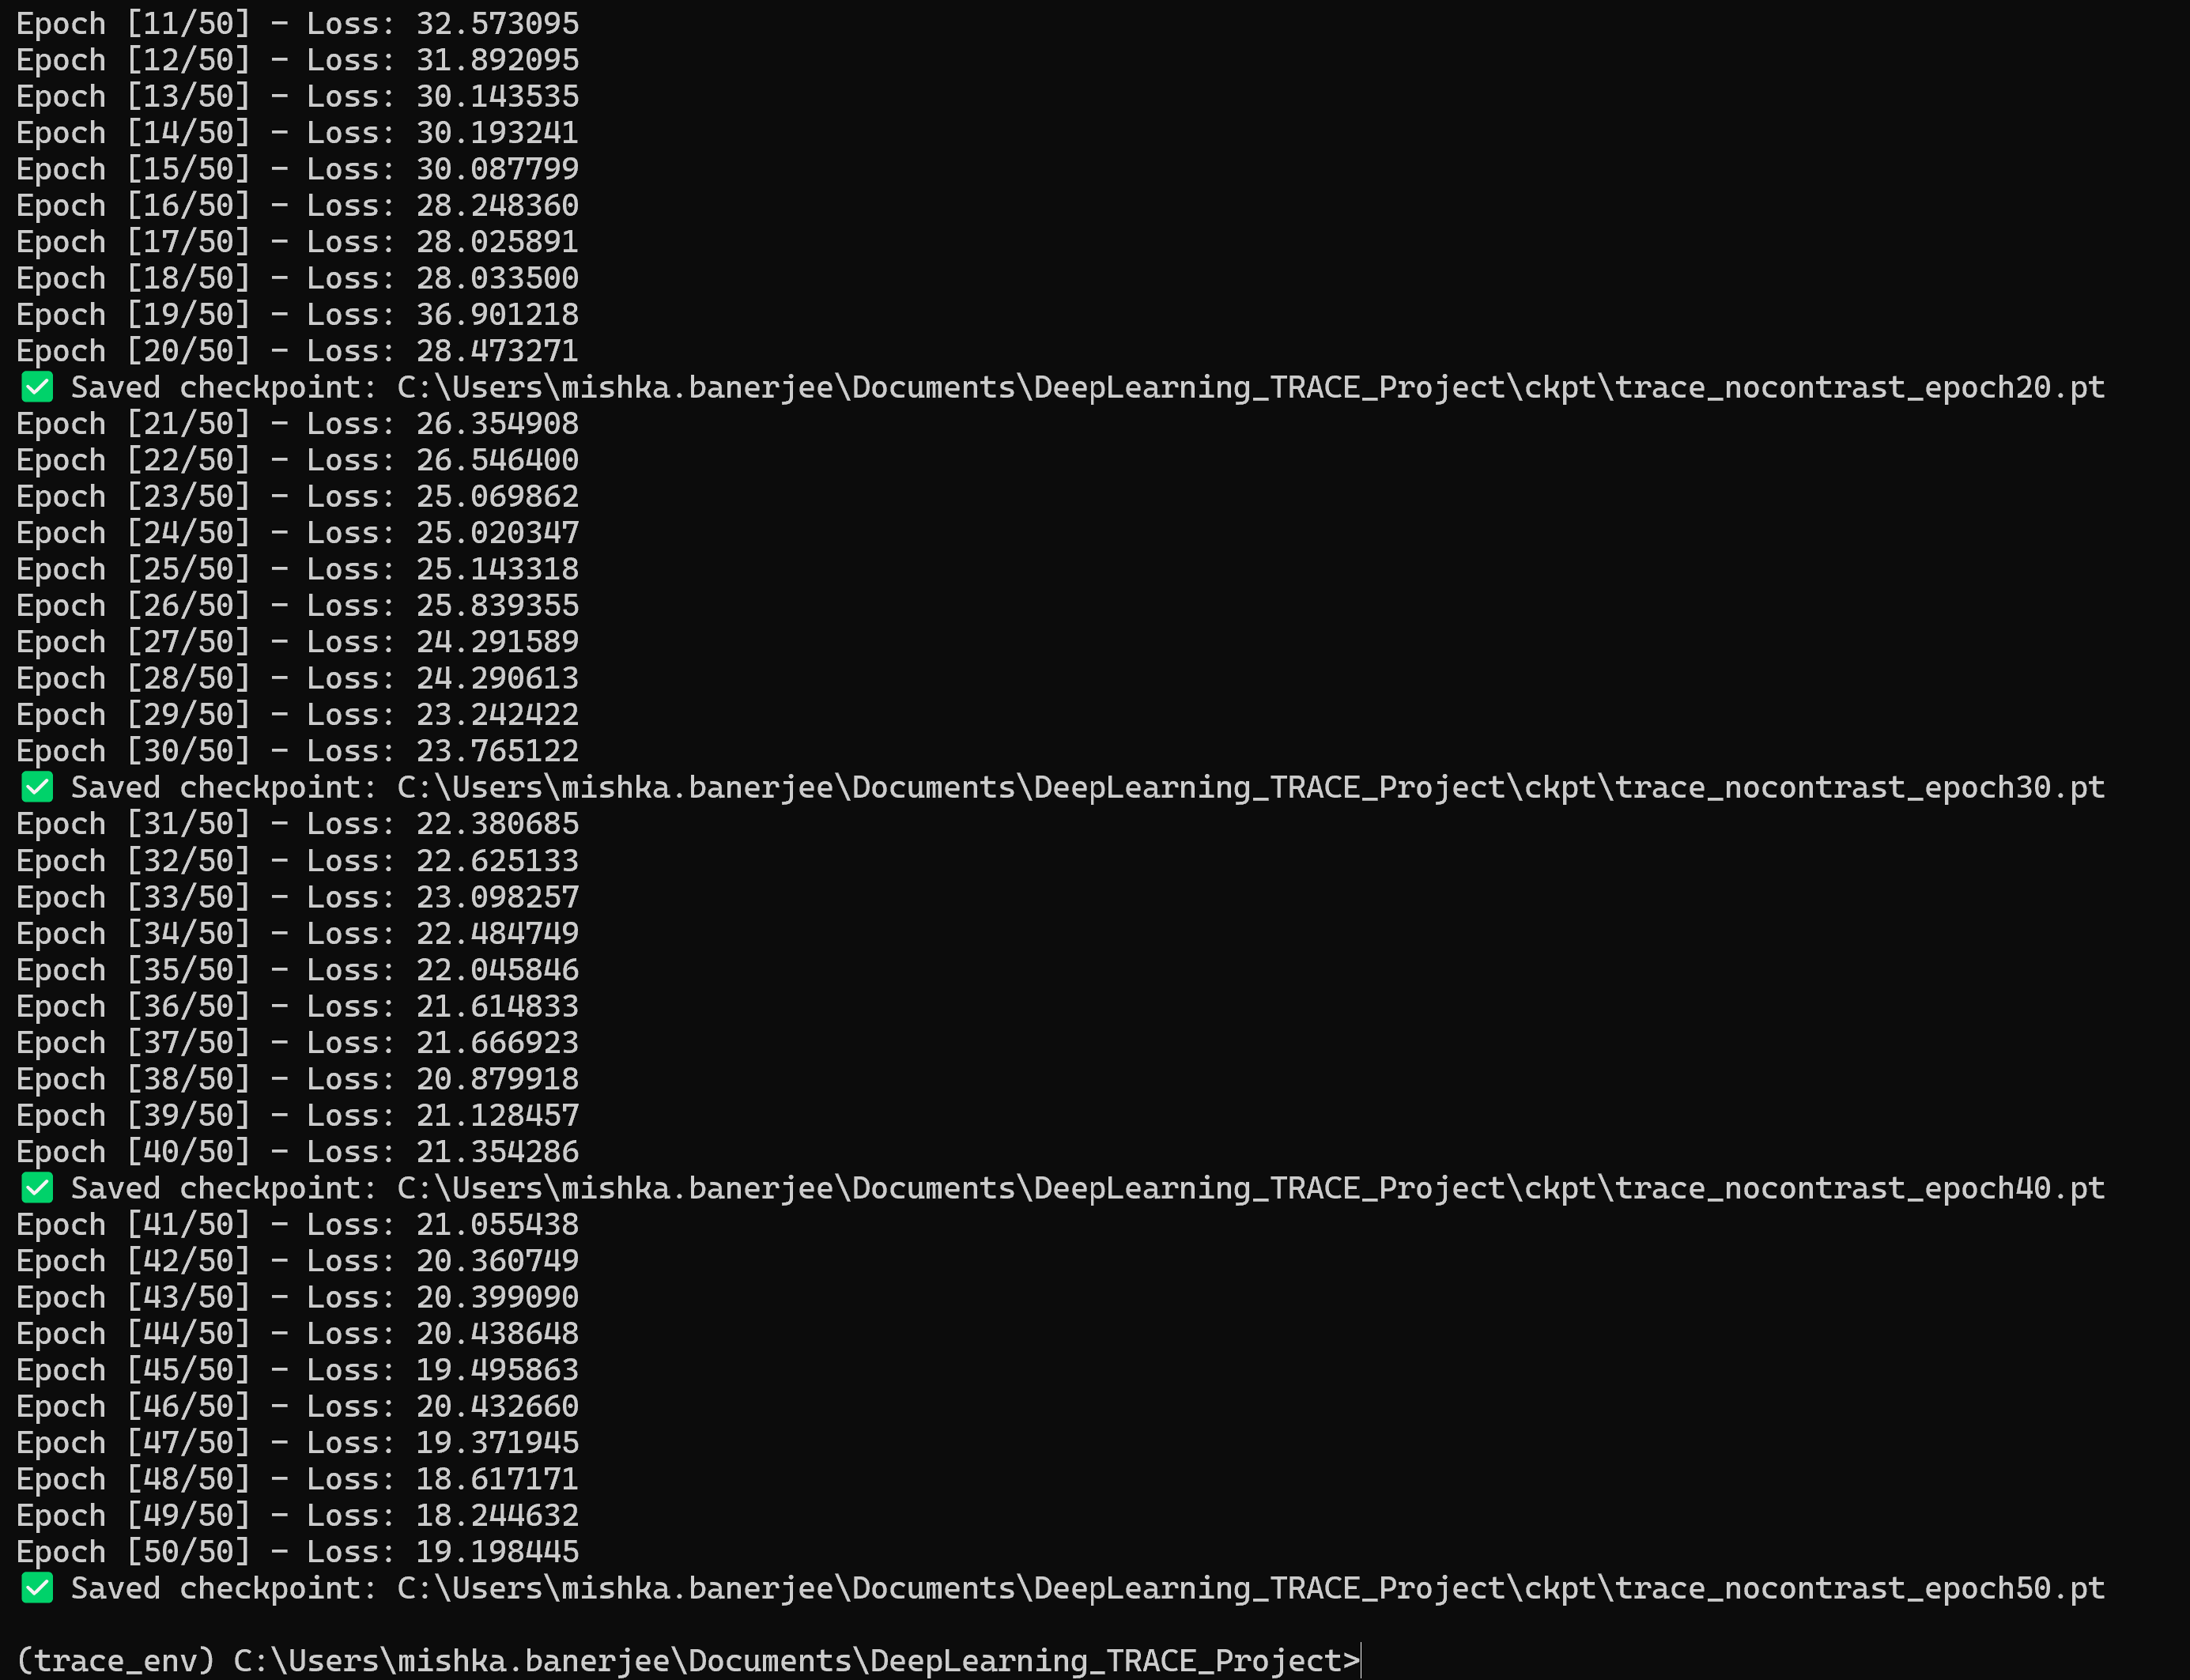 Epoch [11/50] - Loss: 32.573095
Epoch [12/50] - Loss: 31.892095
Epoch [13/50] - Loss: 30.143535
Epoch [14/50] - Loss: 30.193241
Epoch [15/50] - Loss: 30.087799
Epoch [16/50] - Loss: 28.248360
Epoch [17/50] - Loss: 28.025891
Epoch [18/50] - Loss: 28.033500
Epoch [19/50] - Loss: 36.901218
Epoch [20/50] - Loss: 28.473271
✅ Saved checkpoint: C:\Users\mishka.banerjee\Documents\DeepLearning_TRACE_Project\ckpt\trace_nocontrast_epoch20.pt
Epoch [21/50] - Loss: 26.354908
Epoch [22/50] - Loss: 26.546400
Epoch [23/50] - Loss: 25.069862
Epoch [24/50] - Loss: 25.020347
Epoch [25/50] - Loss: 25.143318
Epoch [26/50] - Loss: 25.839355
Epoch [27/50] - Loss: 24.291589
Epoch [28/50] - Loss: 24.290613
Epoch [29/50] - Loss: 23.242422
Epoch [30/50] - Loss: 23.765122
✅ Saved checkpoint: C:\Users\mishka.banerjee\Documents\DeepLearning_TRACE_Project\ckpt\trace_nocontrast_epoch30.pt
Epoch [31/50] - Loss: 22.380685
Epoch [32/50] - Loss: 22.625133
Epoch [33/50] - Loss: 23.098257
Epoch [34/50] - Loss: 22.484749
Epoch [35/50] - Loss: 22.045846
Epoch [36/50] - Loss: 21.614833
Epoch [37/50] - Loss: 21.666923
Epoch [38/50] - Loss: 20.879918
Epoch [39/50] - Loss: 21.128457
Epoch [40/50] - Loss: 21.354286
✅ Saved checkpoint: C:\Users\mishka.banerjee\Documents\DeepLearning_TRACE_Project\ckpt\trace_nocontrast_epoch40.pt
Epoch [41/50] - Loss: 21.055438
Epoch [42/50] - Loss: 20.360749
Epoch [43/50] - Loss: 20.399090
Epoch [44/50] - Loss: 20.438648
Epoch [45/50] - Loss: 19.495863
Epoch [46/50] - Loss: 20.432660
Epoch [47/50] - Loss: 19.371945
Epoch [48/50] - Loss: 18.617171
Epoch [49/50] - Loss: 18.244632
Epoch [50/50] - Loss: 19.198445
✅ Saved checkpoint: C:\Users\mishka.banerjee\Documents\DeepLearning_TRACE_Project\ckpt\trace_nocontrast_epoch50.pt
(trace_env) C:\Users\mishka.banerjee\Documents\DeepLearning_TRACE_Project>